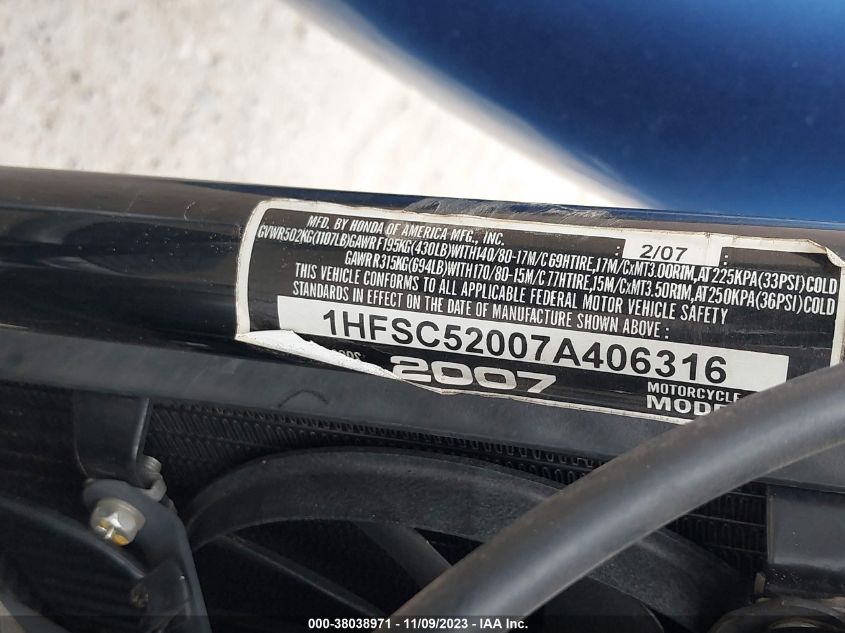 MFD. BY HONDA OF AMERICA MFG., INC. 2/07
GVWR502KG(1107LB)GAWRF195KG(430LB)WITH140/80-17M/C69HTIRE,17M/CxMT3.00RIM,AT225KPA(33PSI)COLD
GAWRR315KG(694LB)WITH170/80-15M/C77HTIRE,15M/CxMT3.50RIM,AT250KPA(36PSI)COLD
THIS VEHICLE CONFORMS TO ALL APPLICABLE FEDERAL MOTOR VEHICLE SAFETY
STANDARDS IN EFFECT ON THE DATE OF MANUFACTURE SHOWN ABOVE :
1HFSC52007A406316
2007 MOTORCYCLE
000-38038971 — 11/09/2023 — IAA Inc.